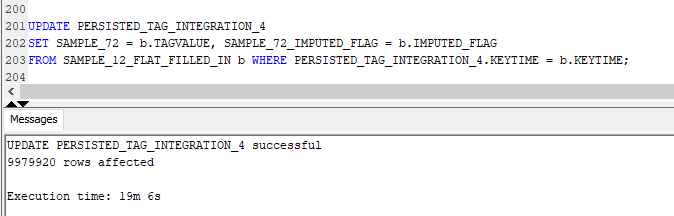 200
201 UPDATE PERSISTED_TAG_INTEGRATION_4
202 SET SAMPLE_72 = b.TAGVALUE, SAMPLE_72_IMPUTED_FLAG = b.IMPUTED_FLAG
203 FROM SAMPLE_12_FLAT_FILLED_IN b WHERE PERSISTED_TAG_INTEGRATION_4.KEYTIME = b.KEYTIME;
204
Messages
UPDATE PERSISTED_TAG_INTEGRATION_4 successful
9979920 rows affected
Execution time: 19m 6s